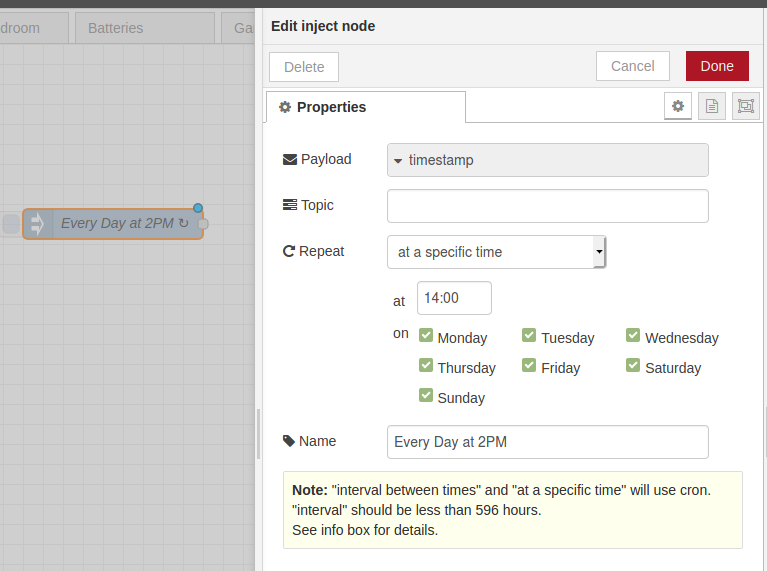 droom
Batteries
Ga
Edit inject node
Delete
Cancel
Done
Properties
Payload
timestamp
Topic
Repeat
at a specific time
at
14:00
on
Monday
Tuesday
Wednesday
Thursday
Friday
Saturday
Sunday
Every Day at 2PM ↻
Name
Every Day at 2PM
Note: "interval between times" and "at a specific time" will use cron.
"interval" should be less than 596 hours.
See info box for details.